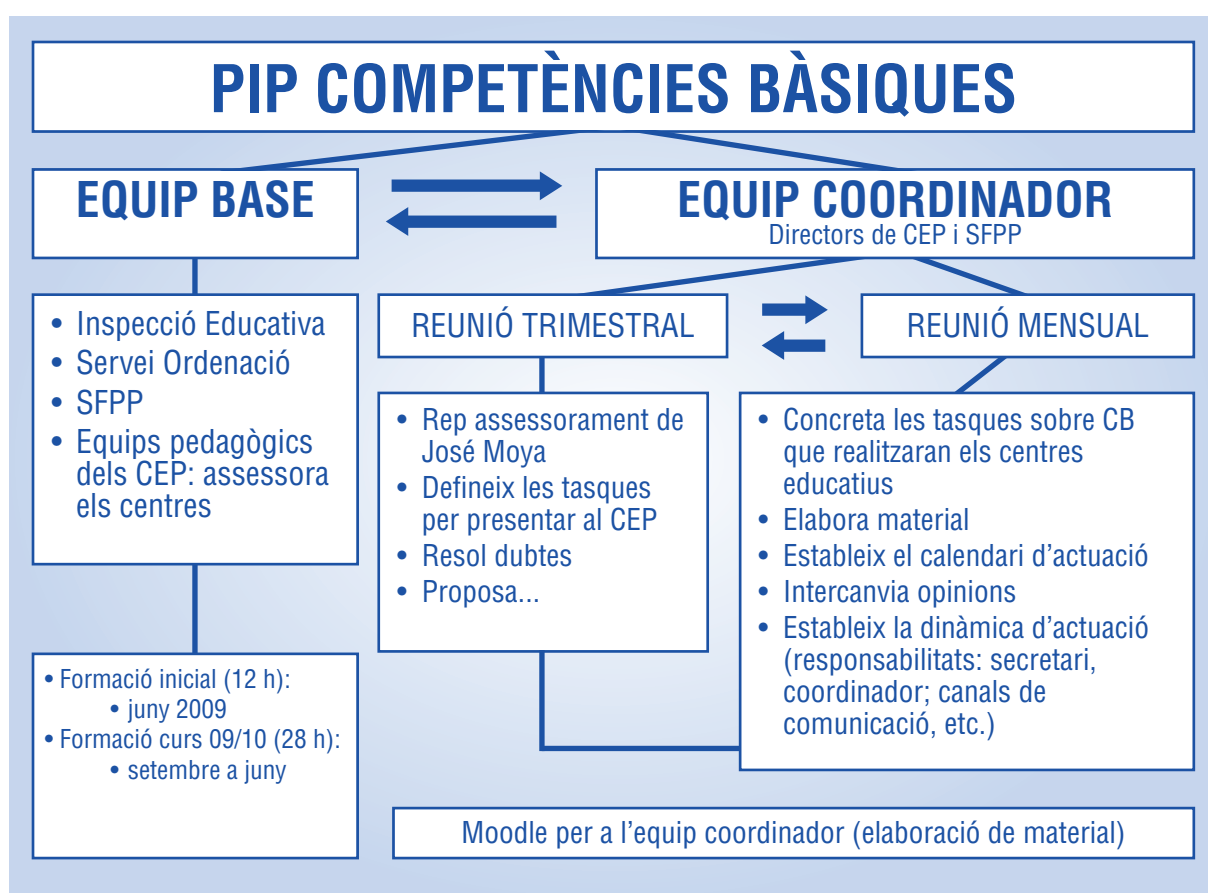 PIP COMPETÈNCIES BÀSIQUES
EQUIP BASE
EQUIP COORDINADOR
Directors de CEP i SFPP
• Inspecció Educativa
• Servei Ordenació
• SFPP
• Equips pedagògics
dels CEP: assessora
els centres
REUNIÓ TRIMESTRAL
REUNIÓ MENSUAL
• Rep assessorament de
José Moya
• Defineix les tasques
per presentar al CEP
• Resol dubtes
• Proposa...
• Concreta les tasques sobre CB
que realitzaran els centres
educatius
• Elabora material
• Estableix el calendari d’actuació
• Intercanvia opinions
• Estableix la dinàmica d’actuació
(responsabilitats: secretari,
coordinador; canals de
comunicació, etc.)
• Formació inicial (12 h):
• juny 2009
• Formació curs 09/10 (28 h):
• setembre a juny
Moodle per a l’equip coordinador (elaboració de material)